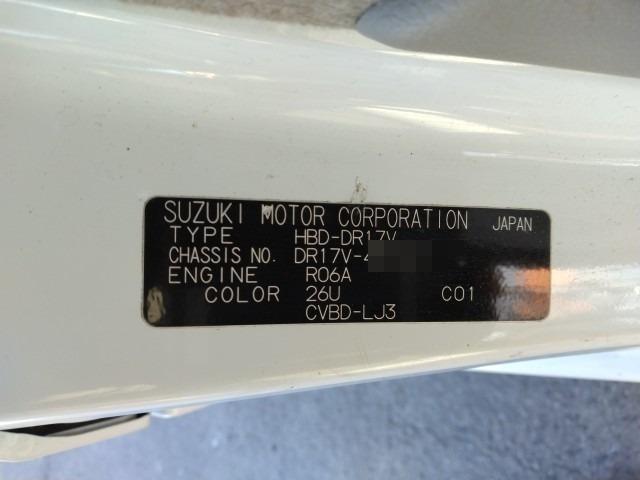 SUZUKI MOTOR CORPORATION JAPAN
TYPE HBD-DR17V
CHASSIS NO. DR17V-4
ENGINE R06A
COLOR 26U C01
CVBD-LJ3